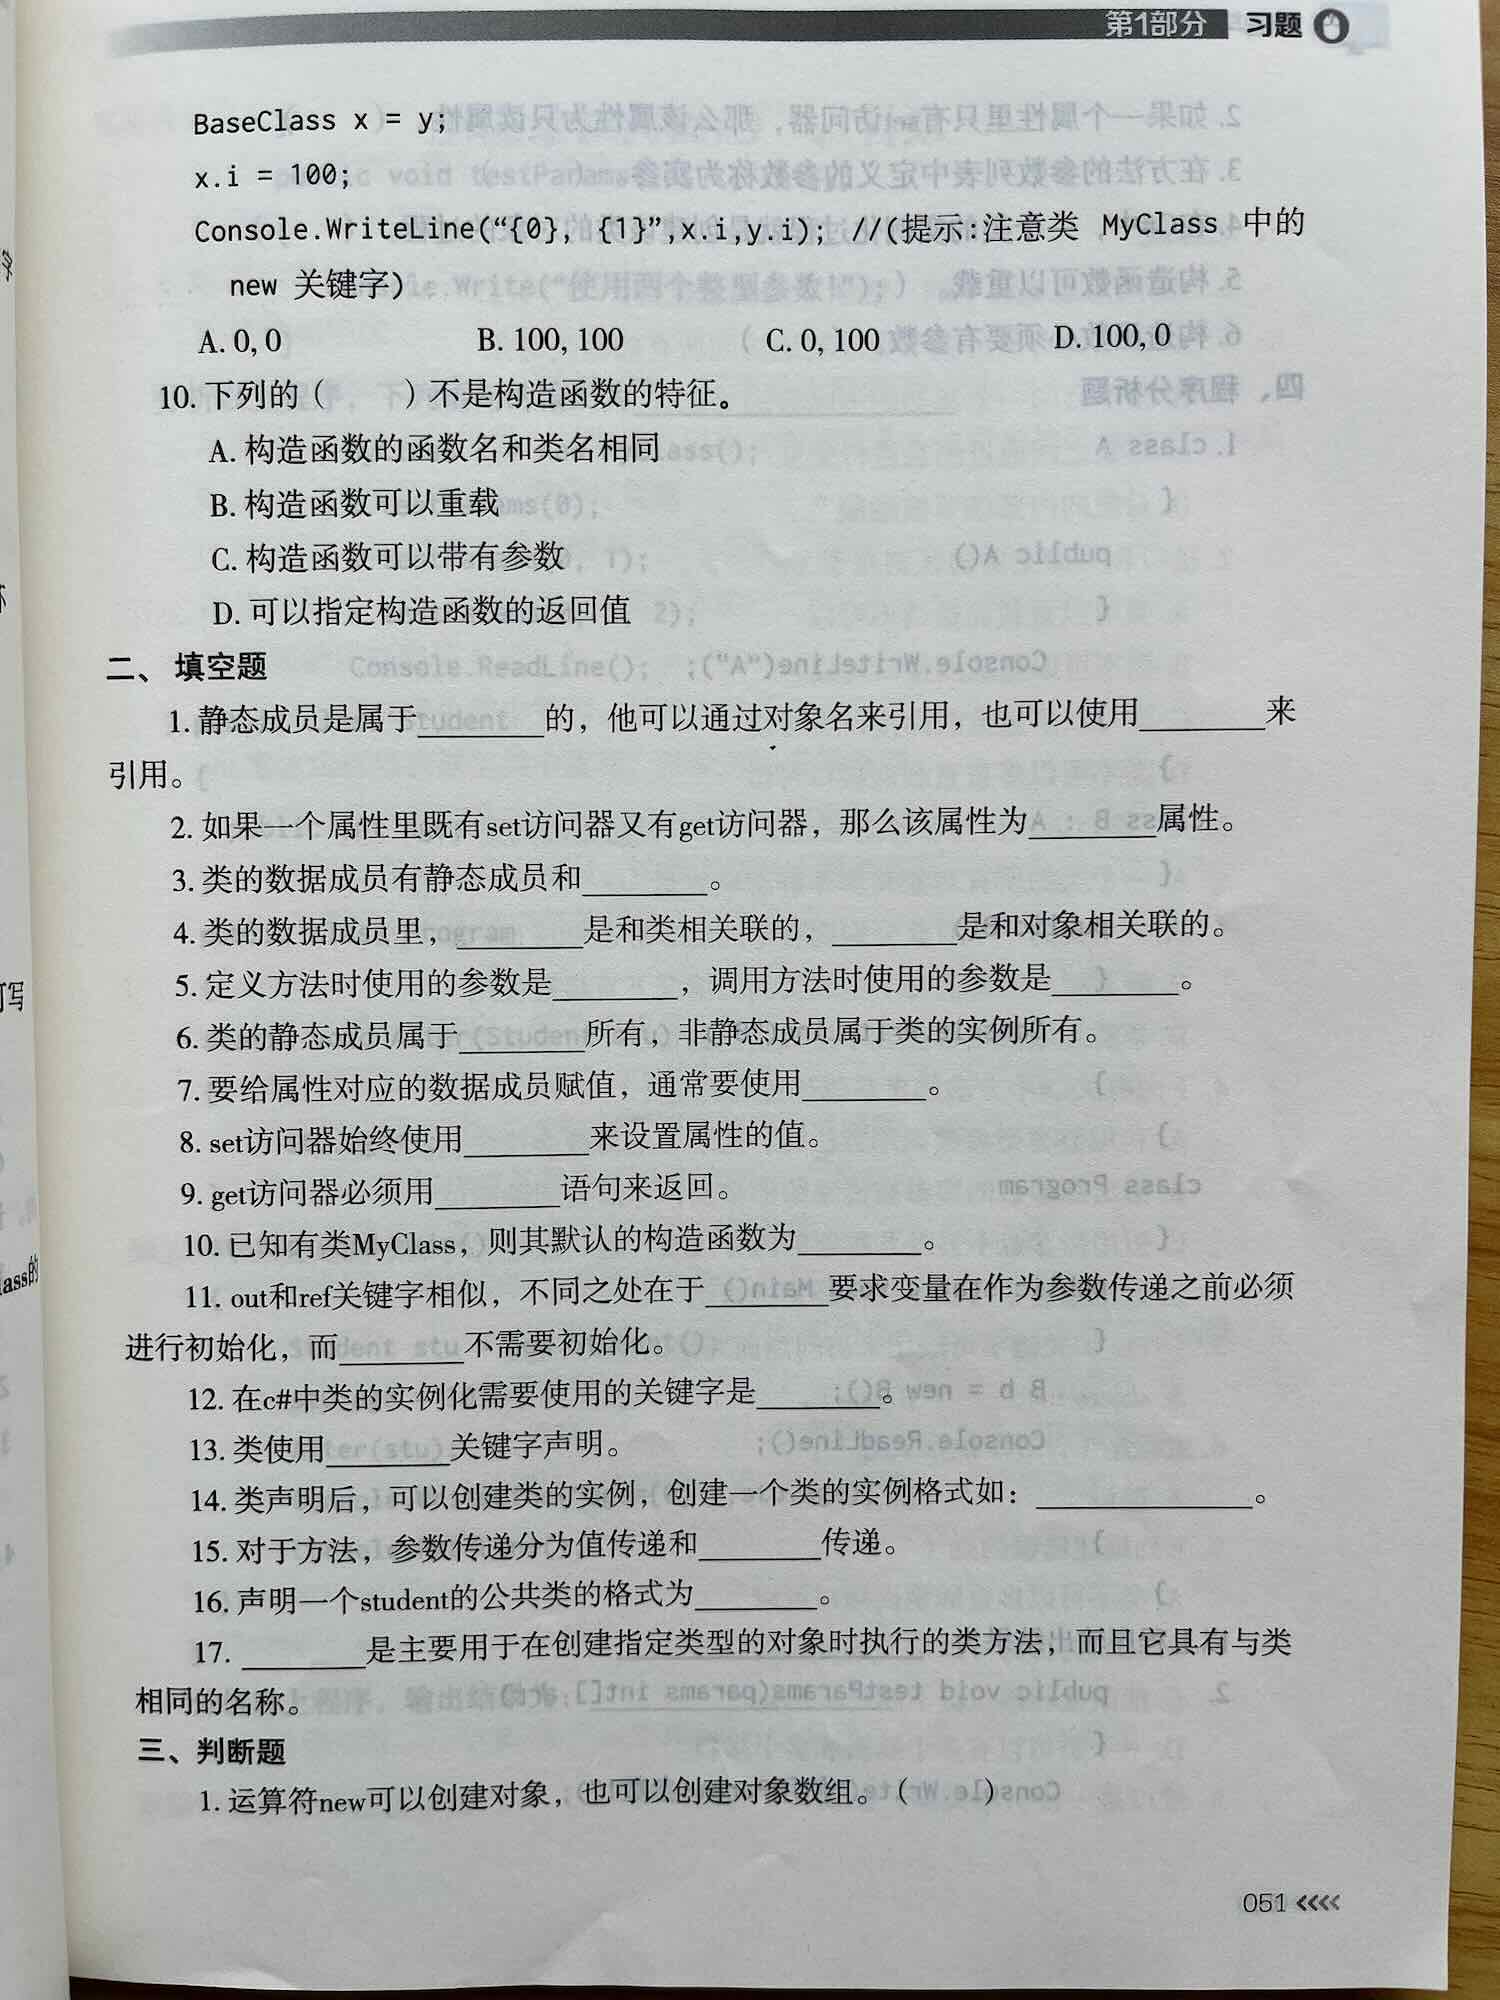 第1部分 习题
BaseClass x = y;
x.i = 100;
Console.WriteLine(“{0}, {1}”,x.i,y.i); //(提示:注意类 MyClass 中的
new 关键字)
A. 0, 0 B. 100, 100 C. 0, 100 D. 100, 0
10. 下列的（ ）不是构造函数的特征。
A. 构造函数的函数名和类名相同
B. 构造函数可以重载
C. 构造函数可以带有参数
D. 可以指定构造函数的返回值
二、填空题
1. 静态成员是属于________的，他可以通过对象名来引用，也可以使用________来
引用。
2. 如果一个属性里既有set访问器又有get访问器，那么该属性为________属性。
3. 类的数据成员有静态成员和________。
4. 类的数据成员里，________是和类相关联的，________是和对象相关联的。
5. 定义方法时使用的参数是________，调用方法时使用的参数是________。
6. 类的静态成员属于________所有，非静态成员属于类的实例所有。
7. 要给属性对应的数据成员赋值，通常要使用________。
8. set访问器始终使用________来设置属性的值。
9. get访问器必须用________语句来返回。
10. 已知有类MyClass，则其默认的构造函数为________。
11. out和ref关键字相似，不同之处在于________要求变量在作为参数传递之前必须
进行初始化，而________不需要初始化。
12. 在c#中类的实例化需要使用的关键字是________。
13. 类使用________关键字声明。
14. 类声明后，可以创建类的实例，创建一个类的实例格式如：______________。
15. 对于方法，参数传递分为值传递和________传递。
16. 声明一个student的公共类的格式为________。
17. ________是主要用于在创建指定类型的对象时执行的类方法，而且它具有与类
相同的名称。
三、判断题
1. 运算符new可以创建对象，也可以创建对象数组。（ ）
051